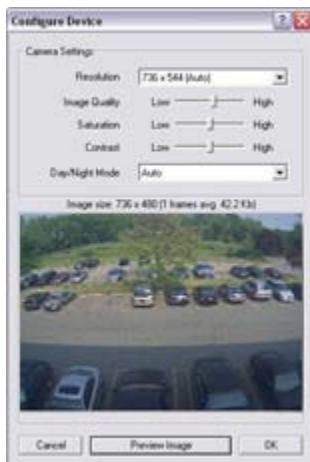 Configure Device
Camera Settings
Resolution 736 x 544 (Auto)
Image Quality Low High
Saturation Low High
Contrast Low High
Day/Night Mode Auto
Image size: 736 x 480 (1 frames avg. 42.2 Kb)
Cancel Preview Image OK